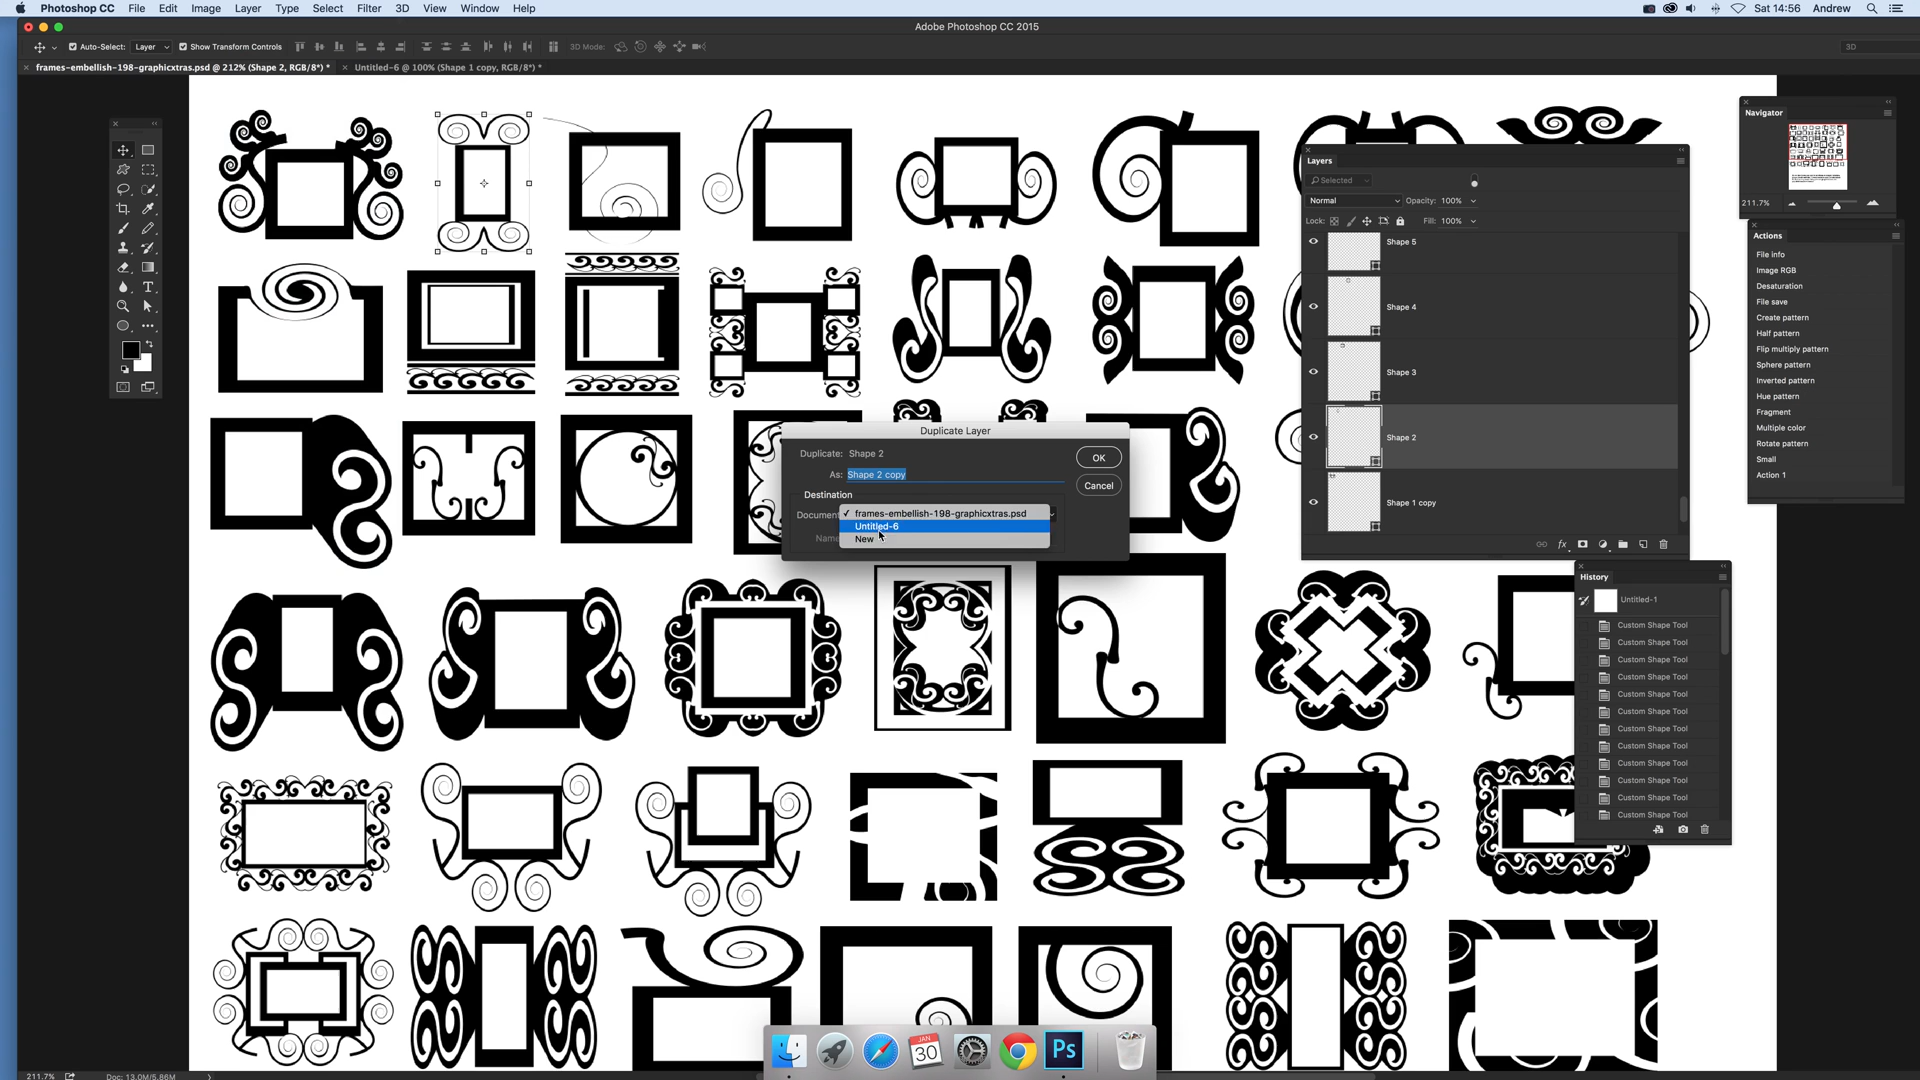 Photoshop CC File Edit Image Layer Type Select Filter 3D View Window Help Sat 14:56 Andrew
Adobe Photoshop CC 2015
Auto-Select: Layer Show Transform Controls 3D Mode: 3D
frames-embellish-198-graphicxtras.psd @ 212% (Shape 2, RGB/8*) * Untitled-6 @ 100% (Shape 1 copy, RGB/8*) *
Navigator
211.7%
Layers
Selected
Normal Opacity: 100%
Lock: Fill: 100%
Shape 5
Shape 4
Shape 3
Shape 2
Shape 1 copy
fx
Actions
File info
Image RGB
Desaturation
File save
Create pattern
Half pattern
Flip multiply pattern
Sphere pattern
Inverted pattern
Hue pattern
Fragment
Multiple color
Rotate pattern
Small
Action 1
Duplicate Layer
Duplicate: Shape 2
OK
As: Shape 2 copy
Cancel
Destination
Document ✓ frames-embellish-198-graphicxtras.psd
Untitled-6
Name New
History
Untitled-1
Custom Shape Tool
Custom Shape Tool
Custom Shape Tool
Custom Shape Tool
Custom Shape Tool
Custom Shape Tool
Custom Shape Tool
Custom Shape Tool
Custom Shape Tool
Custom Shape Tool
Custom Shape Tool
Custom Shape Tool
JAN
30
Ps
211.7% Doc: 13.0M/5.86M